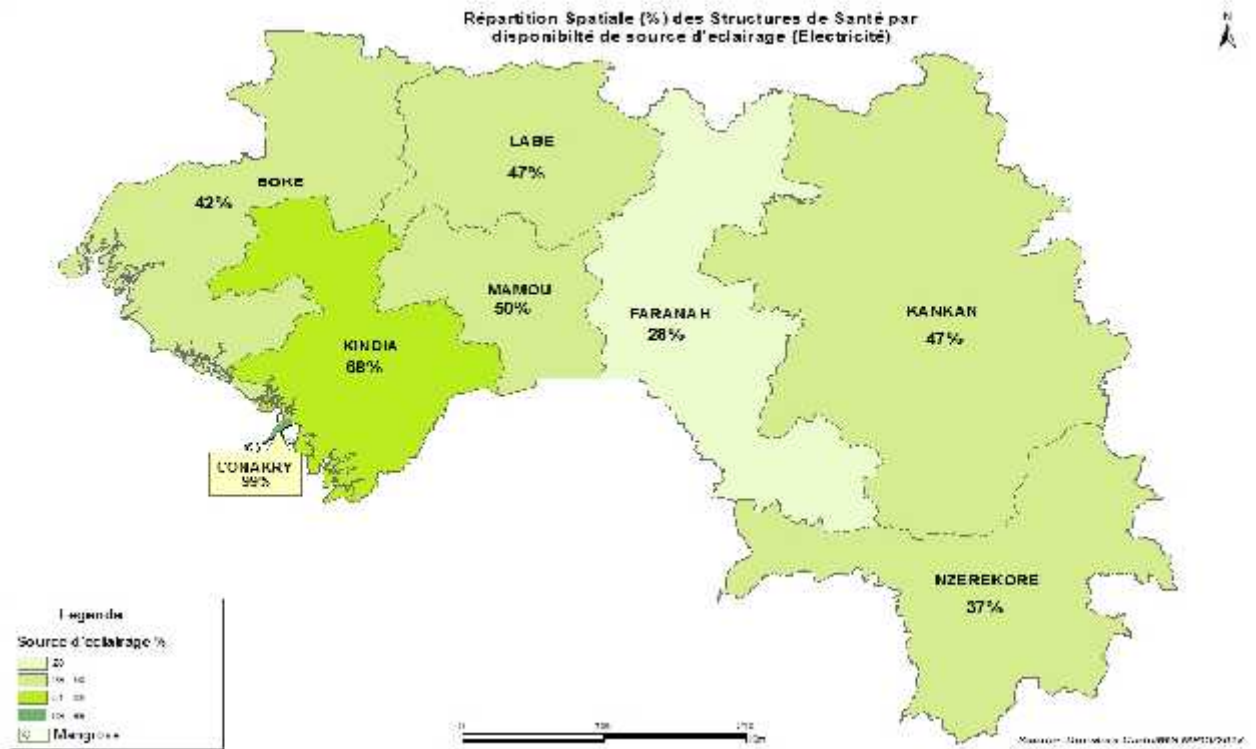 Répartition Spatiale (%) des Structures de Santé par
disponibilté de source d'eclairage (Electricité)
N
LABE
47%
BOKE
42%
MAMOU
50%
FARANAH
28%
KANKAN
47%
KINDIA
68%
CONAKRY
99%
NZEREKORE
37%
Legende
Source d'eclairage %
Mangrove